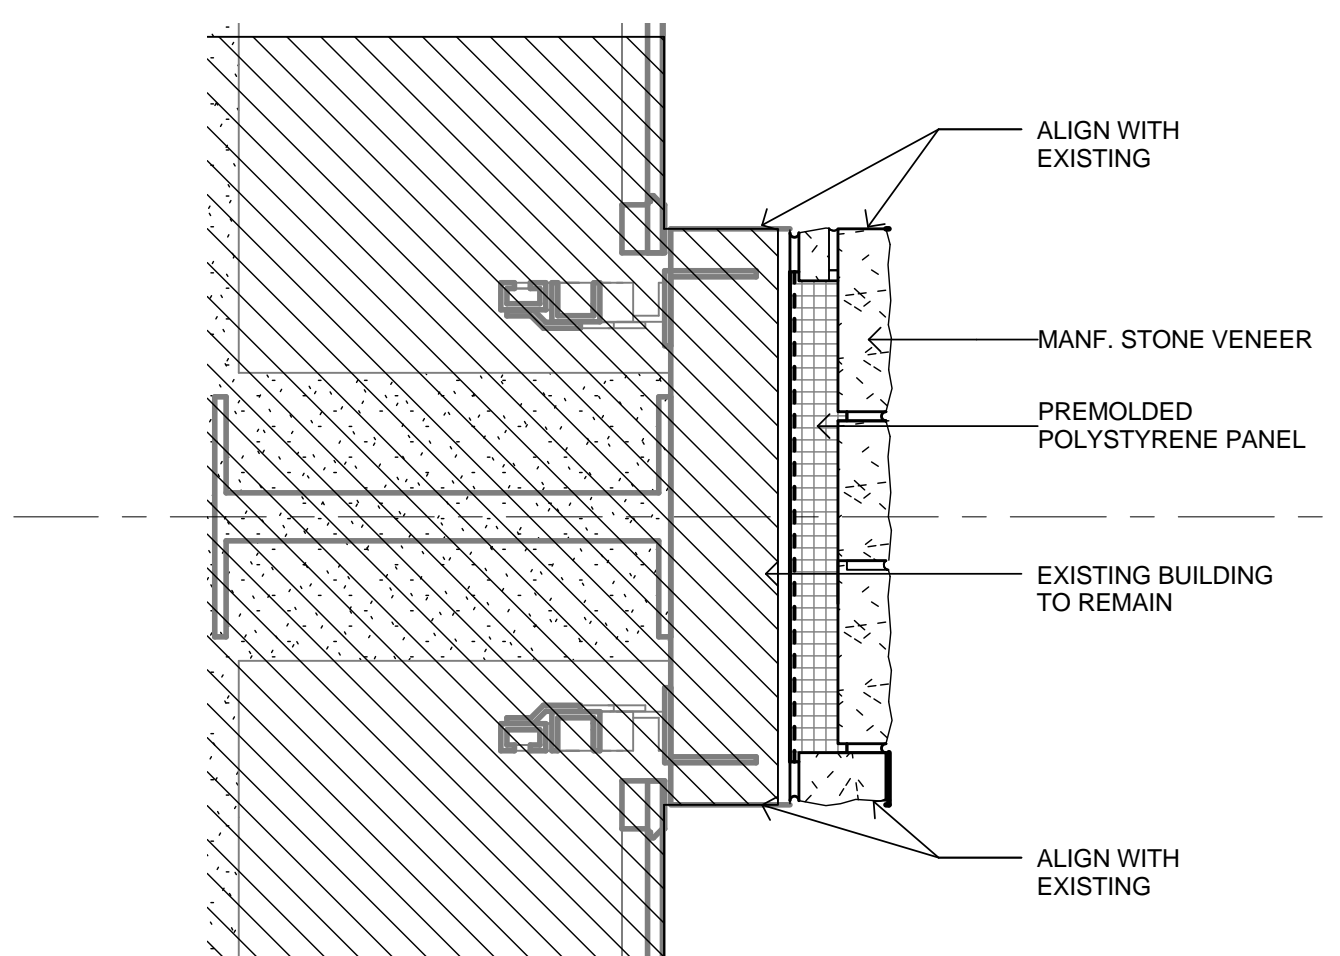 ALIGN WITH
EXISTING
MANF. STONE VENEER
PREMOLDED
POLYSTYRENE PANEL
EXISTING BUILDING
TO REMAIN
ALIGN WITH
EXISTING